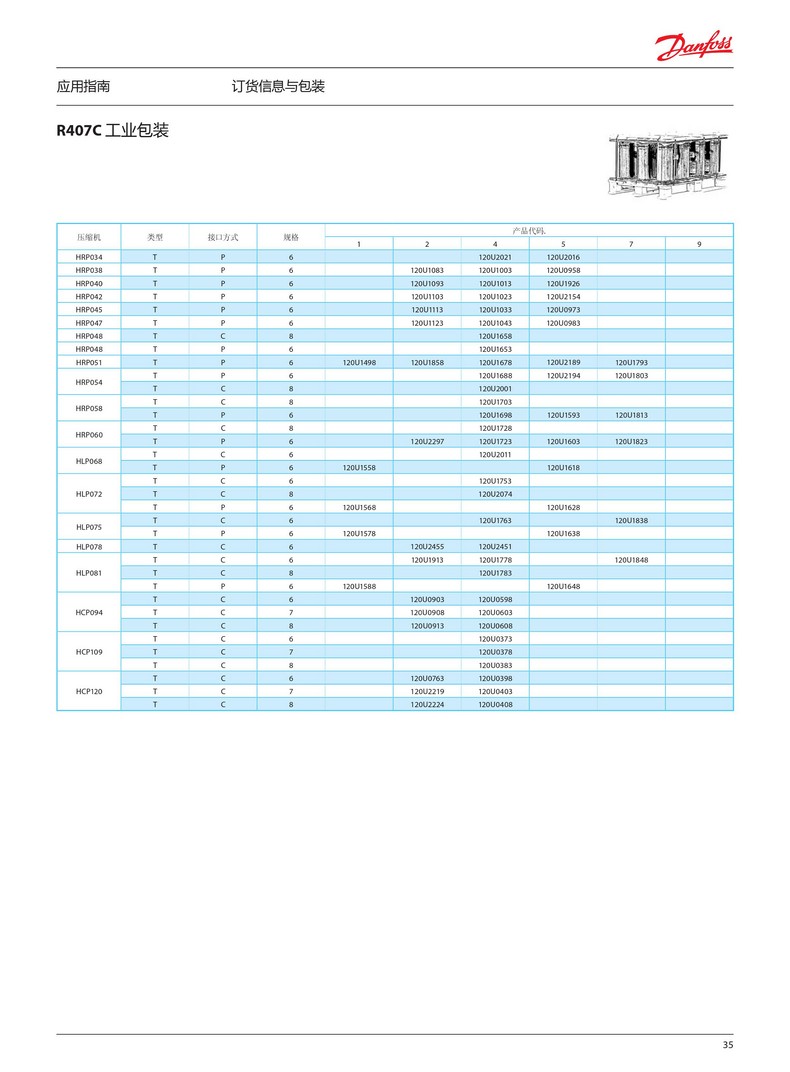 Danfoss
应用指南 订货信息与包装
R407C 工业包装
压缩机 类型 接口方式 规格 产品代码.
1 2 4 5 7 9
HRP034 T P 6 120U2021 120U2016
HRP038 T P 6 120U1083 120U1003 120U0958
HRP040 T P 6 120U1093 120U1013 120U1926
HRP042 T P 6 120U1103 120U1023 120U2154
HRP045 T P 6 120U1113 120U1033 120U0973
HRP047 T P 6 120U1123 120U1043 120U0983
HRP048 T C 8 120U1658
HRP048 T P 6 120U1653
HRP051 T P 6 120U1498 120U1858 120U1678 120U2189 120U1793
HRP054 T P 6 120U1688 120U2194 120U1803
T C 8 120U2001
HRP058 T C 8 120U1703
T P 6 120U1698 120U1593 120U1813
HRP060 T C 8 120U1728
T P 6 120U2297 120U1723 120U1603 120U1823
HLP068 T C 6 120U2011
T P 6 120U1558 120U1618
T C 6 120U1753
HLP072 T C 8 120U2074
T P 6 120U1568 120U1628
HLP075 T C 6 120U1763 120U1838
T P 6 120U1578 120U1638
HLP078 T C 6 120U2455 120U2451
T C 6 120U1913 120U1778 120U1848
HLP081 T C 8 120U1783
T P 6 120U1588 120U1648
T C 6 120U0903 120U0598
HCP094 T C 7 120U0908 120U0603
T C 8 120U0913 120U0608
T C 6 120U0373
HCP109 T C 7 120U0378
T C 8 120U0383
T C 6 120U0763 120U0398
HCP120 T C 7 120U2219 120U0403
T C 8 120U2224 120U0408
35